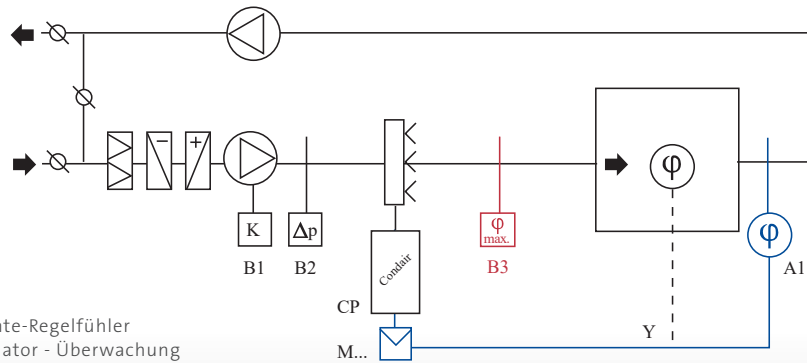 − +
φ
K
Δp
φ
max.
φ
B1
B2
B3
A1
Condair
CP
Y
te-Regelfühler
ator - Überwachung
M...